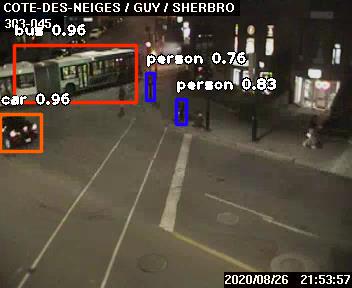 COTE-DES-NEIGES / GUY / SHERBRO
303-045
bus 0.96
person 0.76
person 0.83
car 0.96
2020/08/26 21:53:57